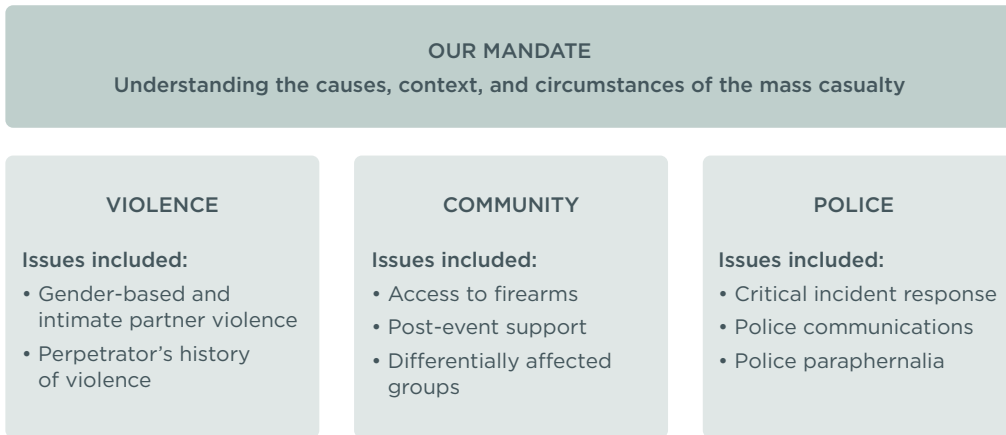 OUR MANDATE
Understanding the causes, context, and circumstances of the mass casualty
VIOLENCE
Issues included:
• Gender-based and
intimate partner violence
• Perpetrator’s history
of violence
COMMUNITY
Issues included:
• Access to firearms
• Post-event support
• Differentially affected
groups
POLICE
Issues included:
• Critical incident response
• Police communications
• Police paraphernalia